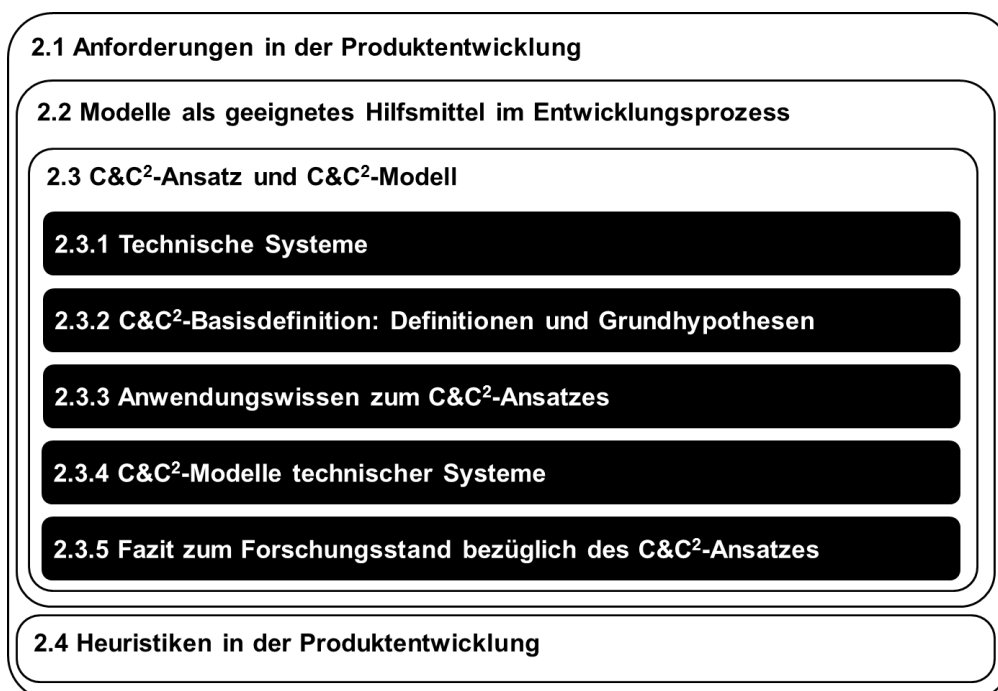 2.1 Anforderungen in der Produktentwicklung
2.2 Modelle als geeignetes Hilfsmittel im Entwicklungsprozess
2.3 C&C²-Ansatz und C&C²-Modell
2.3.1 Technische Systeme
2.3.2 C&C²-Basisdefinition: Definitionen und Grundhypothesen
2.3.3 Anwendungswissen zum C&C²-Ansatzes
2.3.4 C&C²-Modelle technischer Systeme
2.3.5 Fazit zum Forschungsstand bezüglich des C&C²-Ansatzes
2.4 Heuristiken in der Produktentwicklung